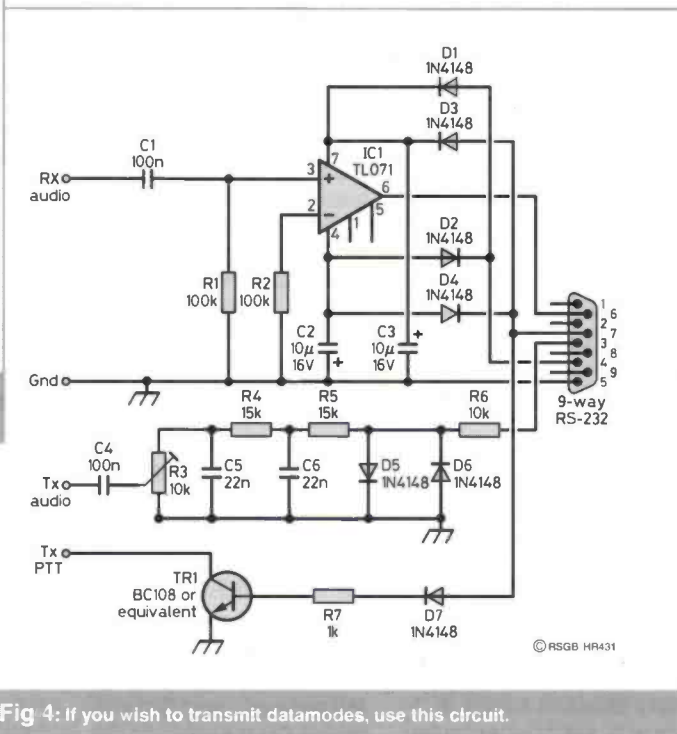 D1
1N4148
D3
1N4148
C1
100n
IC1
TL071
RX
audio
3
+
7
6
2
−
4
1
5
D2
1N4148
D4
1N4148
R1
100k
R2
100k
C2
10μ
16V
+
C3
10μ
16V
+
1
6
2
7
3
8
4
9
5
9-way
RS-232
Gnd
R4
15k
R5
15k
R6
10k
C4
100n
R3
10k
C5
22n
C6
22n
D5
1N4148
D6
1N4148
Tx
audio
Tx
PTT
TR1
BC108 or
equivalent
R7
1k
D7
1N4148
© RSGB HR431
Fig 4: If you wish to transmit datamodes, use this circuit.